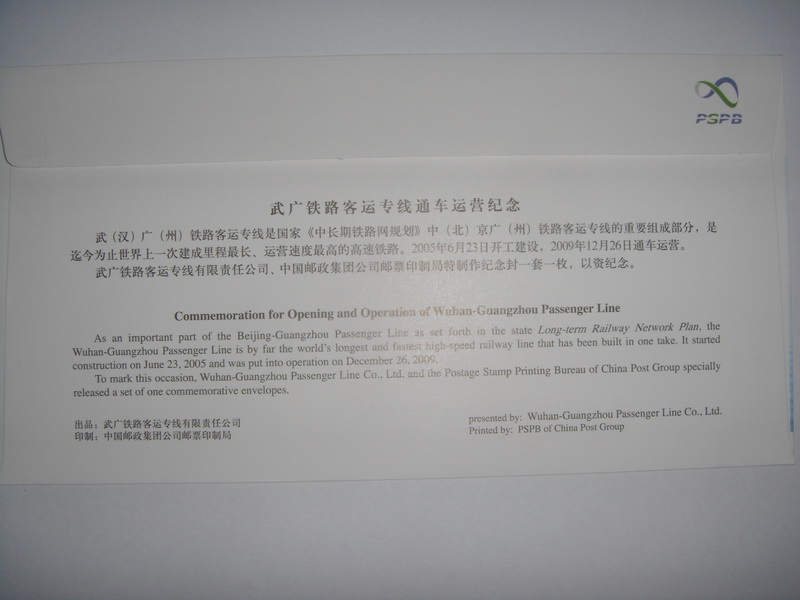 PSPB
武广铁路客运专线通车运营纪念
武（汉）广（州）铁路客运专线是国家《中长期铁路网规划》中（北）京广（州）铁路客运专线的重要组成部分，是
迄今为止世界上一次建成里程最长、运营速度最高的高速铁路。2005年6月23日开工建设，2009年12月26日通车运营。
武广铁路客运专线有限责任公司、中国邮政集团公司邮票印制局特制作纪念封一套一枚，以资纪念。
Commemoration for Opening and Operation of Wuhan-Guangzhou Passenger Line
As an important part of the Beijing-Guangzhou Passenger Line as set forth in the state Long-term Railway Network Plan, the
Wuhan-Guangzhou Passenger Line is by far the world's longest and fastest high-speed railway line that has been built in one take. It started
construction on June 23, 2005 and was put into operation on December 26, 2009.
To mark this occasion, Wuhan-Guangzhou Passenger Line Co., Ltd. and the Postage Stamp Printing Bureau of China Post Group specially
released a set of one commemorative envelopes.
出品：武广铁路客运专线有限责任公司
印制：中国邮政集团公司邮票印制局
presented by: Wuhan-Guangzhou Passenger Line Co., Ltd.
Printed by: PSPB of China Post Group